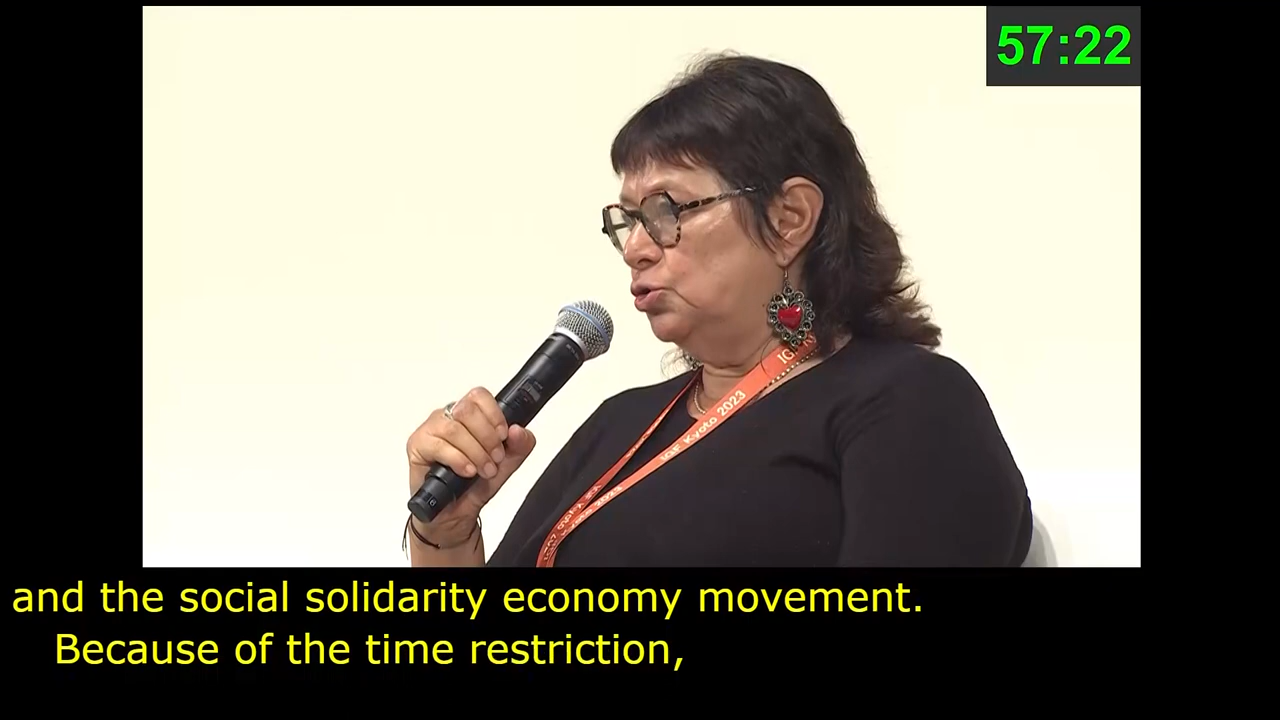 57:22
IGF Kyoto 2023
and the social solidarity economy movement.
Because of the time restriction,